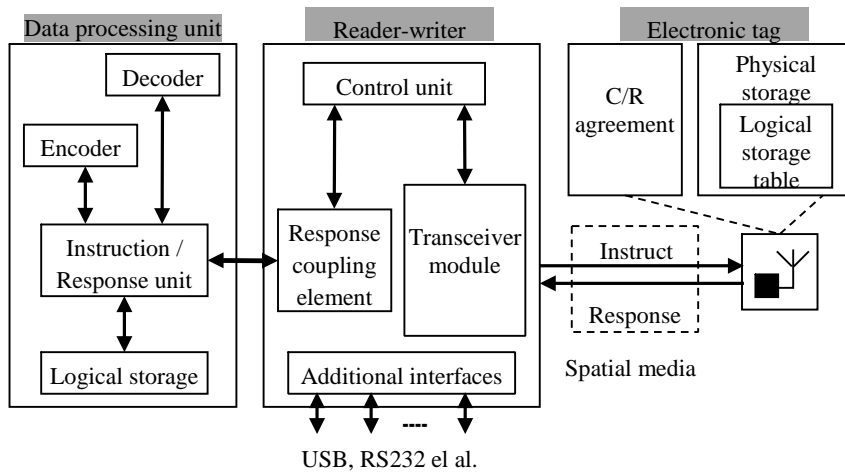 Data processing unit
Reader-writer
Electronic tag
Decoder
Encoder
Instruction /
Response unit
Logical storage
Control unit
Response
coupling
element
Transceiver
module
Additional interfaces
USB, RS232 el al.
C/R
agreement
Physical
storage
Logical
storage
table
Instruct
Response
Spatial media